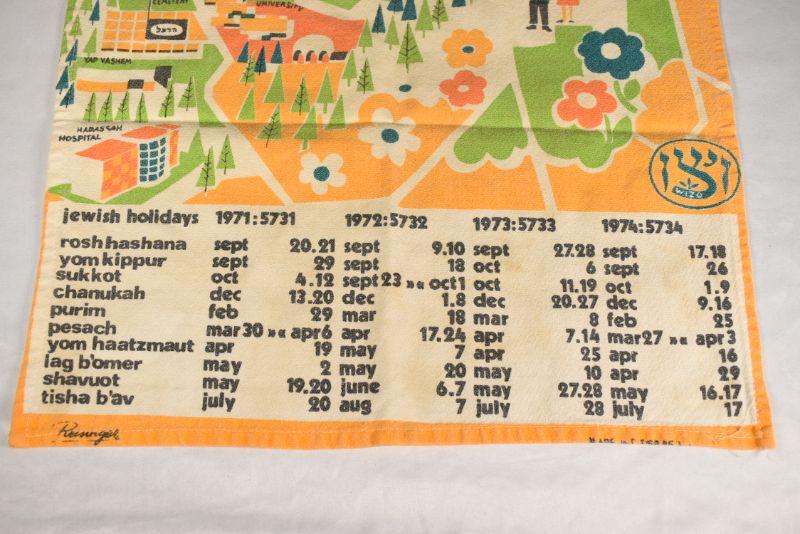 CEMETERY
UNIVERSITY
הראל
YAD VASHEM
HADASSAH
HOSPITAL
ויצו
WIZO
jewish holidays 1971:5731 1972:5732 1973:5733 1974:5734
rosh hashana sept 20.21 sept 9.10 sept 27.28 sept 17.18
yom kippur sept 29 sept 18 oct 6 sept 26
sukkot oct 4.12 sept 23 »« oct 1 oct 11.19 oct 1.9
chanukah dec 13.20 dec 1.8 dec 20.27 dec 9.16
purim feb 29 mar 18 mar 8 feb 25
pesach mar 30 »« apr 6 apr 17.24 apr 7.14 mar 27 »« apr 3
yom haatzmaut apr 19 may 7 apr 25 apr 16
lag b'omer may 2 may 20 may 10 apr 29
shavuot may 19.20 june 6.7 may 27.28 may 16.17
tisha b'av july 20 aug 7 july 28 july 17
MADE IN ISRAEL